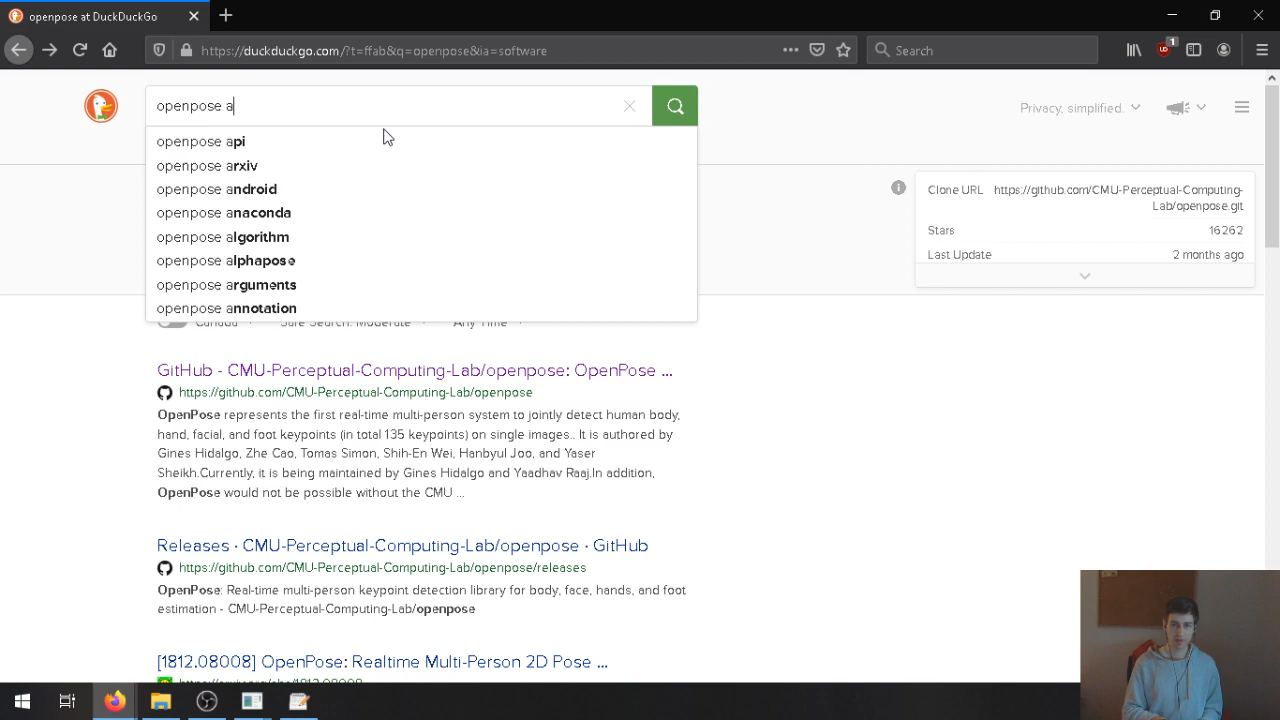 openpose at DuckDuckGo
https://duckduckgo.com/?t=ffab&q=openpose&ia=software
Search
1
openpose a
Privacy, simplified.
openpose api
openpose arxiv
openpose android
openpose anaconda
openpose algorithm
openpose alphapose
openpose arguments
openpose annotation
Clone URL https://github.com/CMU-Perceptual-Computing-
Lab/openpose.git
Stars 16262
Last Update 2 months ago
Canada Safe Search: Moderate Any Time
GitHub - CMU-Perceptual-Computing-Lab/openpose: OpenPose ...
https://github.com/CMU-Perceptual-Computing-Lab/openpose
OpenPose represents the first real-time multi-person system to jointly detect human body,
hand, facial, and foot keypoints (in total 135 keypoints) on single images.. It is authored by
Gines Hidalgo, Zhe Cao, Tomas Simon, Shih-En Wei, Hanbyul Joo, and Yaser
Sheikh.Currently, it is being maintained by Gines Hidalgo and Yaadhav Raaj.In addition,
OpenPose would not be possible without the CMU ...
Releases · CMU-Perceptual-Computing-Lab/openpose · GitHub
https://github.com/CMU-Perceptual-Computing-Lab/openpose/releases
OpenPose: Real-time multi-person keypoint detection library for body, face, hands, and foot
estimation - CMU-Perceptual-Computing-Lab/openpose
[1812.08008] OpenPose: Realtime Multi-Person 2D Pose ...
https://arxiv.org/abs/1812.08008